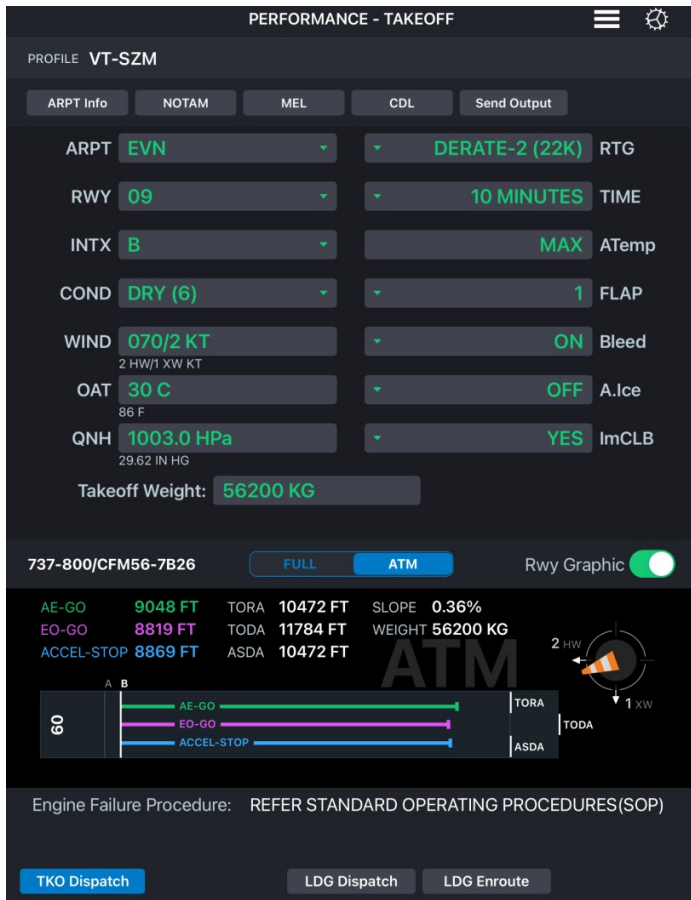 PERFORMANCE - TAKEOFF
PROFILE VT-SZM
ARPT Info NOTAM MEL CDL Send Output
ARPT EVN DERATE-2 (22K) RTG
RWY 09 10 MINUTES TIME
INTX B MAX ATemp
COND DRY (6) 1 FLAP
WIND 070/2 KT ON Bleed
2 HW/1 XW KT
OAT 30 C OFF A.Ice
86 F
QNH 1003.0 HPa YES ImCLB
29.62 IN HG
Takeoff Weight: 56200 KG
737-800/CFM56-7B26 FULL ATM Rwy Graphic
AE-GO 9048 FT TORA 10472 FT SLOPE 0.36%
EO-GO 8819 FT TODA 11784 FT WEIGHT 56200 KG
ACCEL-STOP 8869 FT ASDA 10472 FT
ATM
2 HW
1 XW
A B
09
AE-GO TORA
EO-GO TODA
ACCEL-STOP ASDA
Engine Failure Procedure: REFER STANDARD OPERATING PROCEDURES(SOP)
TKO Dispatch LDG Dispatch LDG Enroute